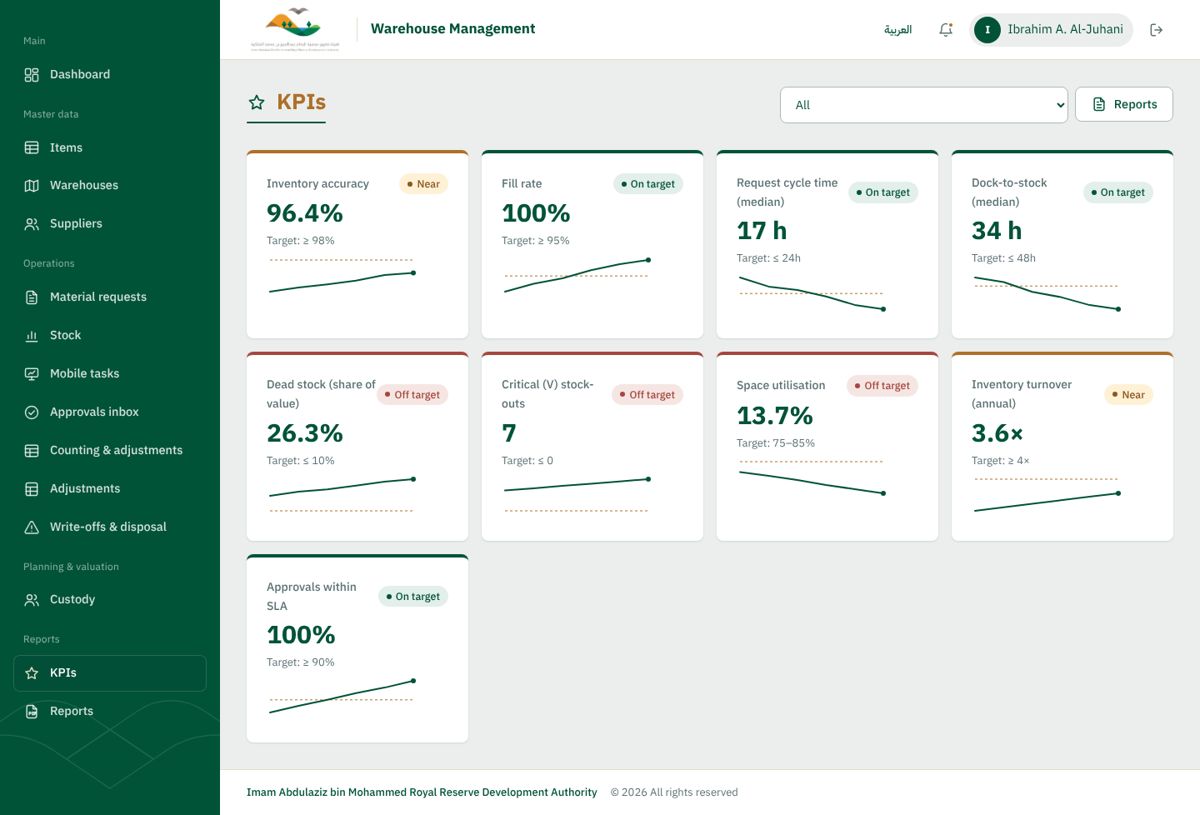 Main
Dashboard
Master data
Items
Warehouses
Suppliers
Operations
Material requests
Stock
Mobile tasks
Approvals inbox
Counting & adjustments
Adjustments
Write-offs & disposal
Planning & valuation
Custody
Reports
KPIs
Reports
Warehouse Management
العربية
I
Ibrahim A. Al-Juhani
KPIs
All
Reports
Inventory accuracy
Near
96.4%
Target: ≥ 98%
Fill rate
On target
100%
Target: ≥ 95%
Request cycle time
(median)
On target
17 h
Target: ≤ 24h
Dock-to-stock
(median)
On target
34 h
Target: ≤ 48h
Dead stock (share of
value)
Off target
26.3%
Target: ≤ 10%
Critical (V) stock-
outs
Off target
7
Target: ≤ 0
Space utilisation
Off target
13.7%
Target: 75–85%
Inventory turnover
(annual)
Near
3.6×
Target: ≥ 4×
Approvals within
SLA
On target
100%
Target: ≥ 90%
Imam Abdulaziz bin Mohammed Royal Reserve Development Authority
© 2026 All rights reserved